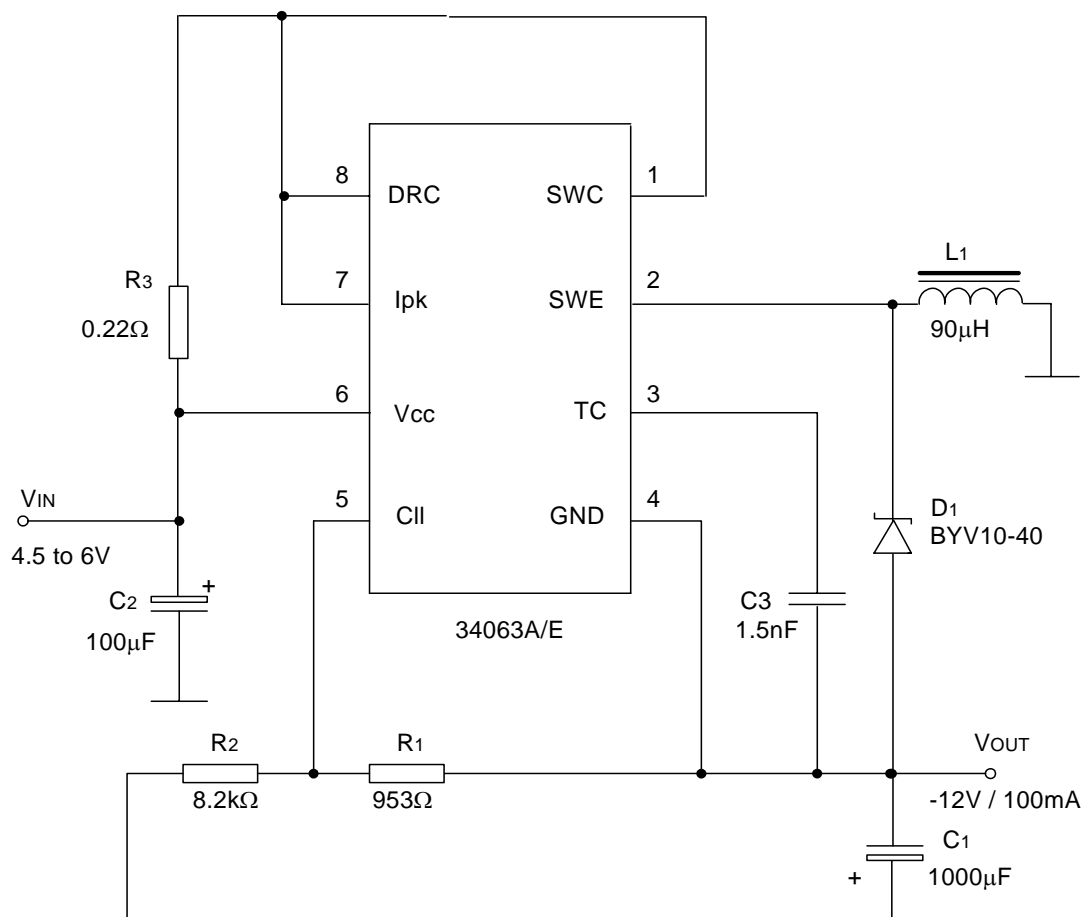 8
DRC
SWC
1
L1
R3
0.22Ω
7
Ipk
SWE
2
90μH
6
Vcc
TC
3
VIN
4.5 to 6V
5
CII
GND
4
D1
BYV10-40
C2
+
100μF
34063A/E
C3
1.5nF
R2
8.2kΩ
R1
953Ω
VOUT
-12V / 100mA
C1
+
1000μF